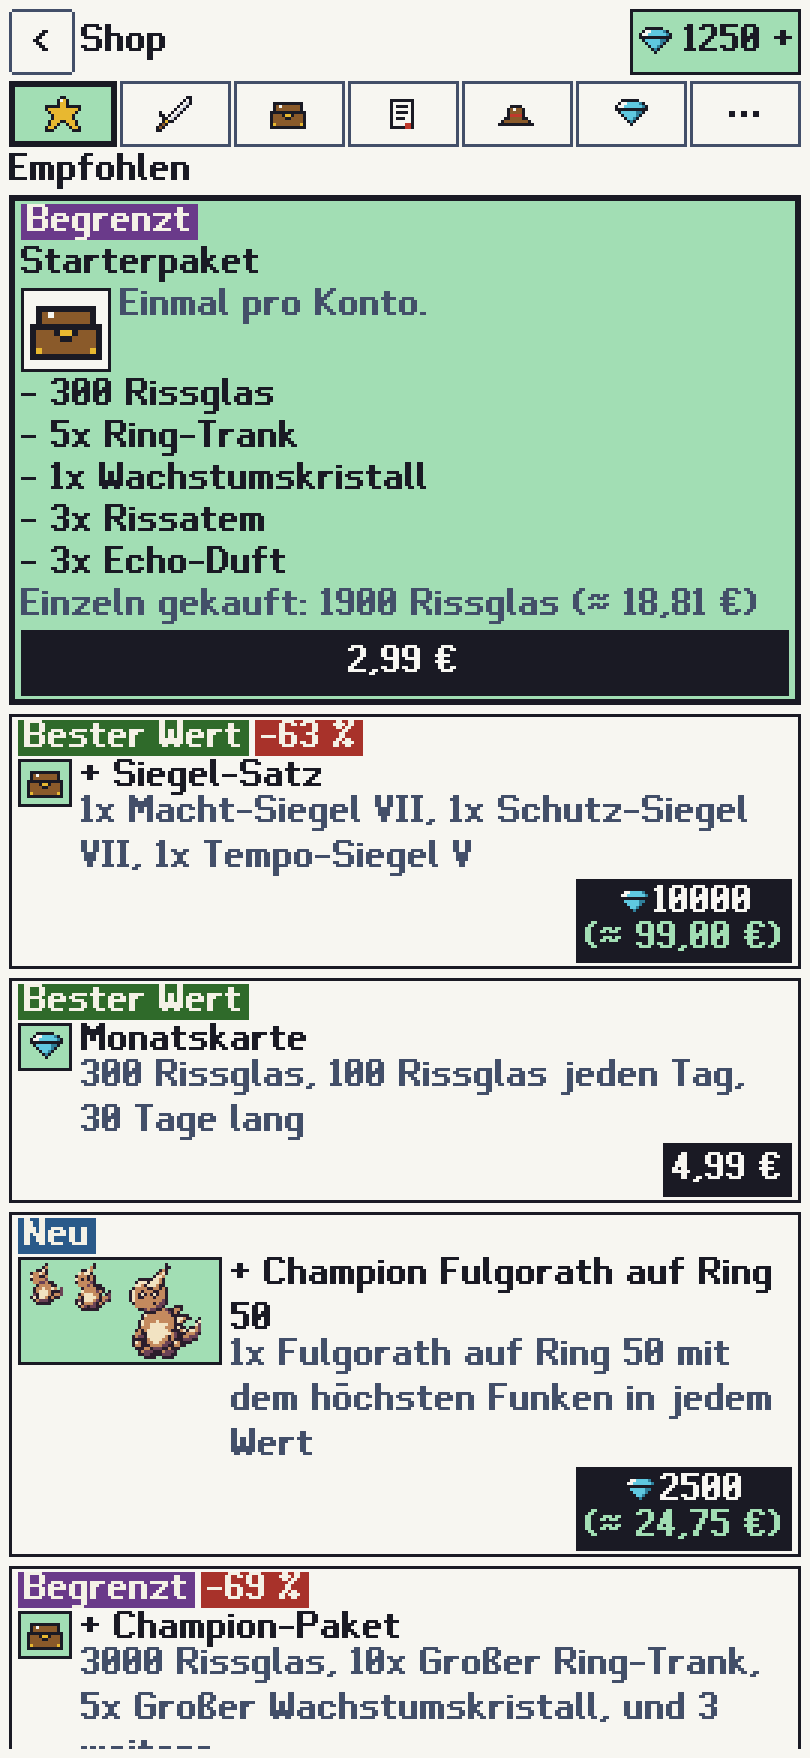 <
Shop
1250 +
...
Empfohlen
Begrenzt
Starterpaket
Einmal pro Konto.
- 300 Rissglas
- 5x Ring-Trank
- 1x Wachstumskristall
- 3x Rissatem
- 3x Echo-Duft
Einzeln gekauft: 1900 Rissglas (≈ 18,81 €)
2,99 €
Bester Wert -63 %
+ Siegel-Satz
1x Macht-Siegel VII, 1x Schutz-Siegel
VII, 1x Tempo-Siegel V
10000
(≈ 99,00 €)
Bester Wert
Monatskarte
300 Rissglas, 100 Rissglas jeden Tag,
30 Tage lang
4,99 €
Neu
+ Champion Fulgorath auf Ring
50
1x Fulgorath auf Ring 50 mit
dem höchsten Funken in jedem
Wert
2500
(≈ 24,75 €)
Begrenzt -69 %
+ Champion-Paket
3000 Rissglas, 10x Großer Ring-Trank,
5x Großer Wachstumskristall, und 3